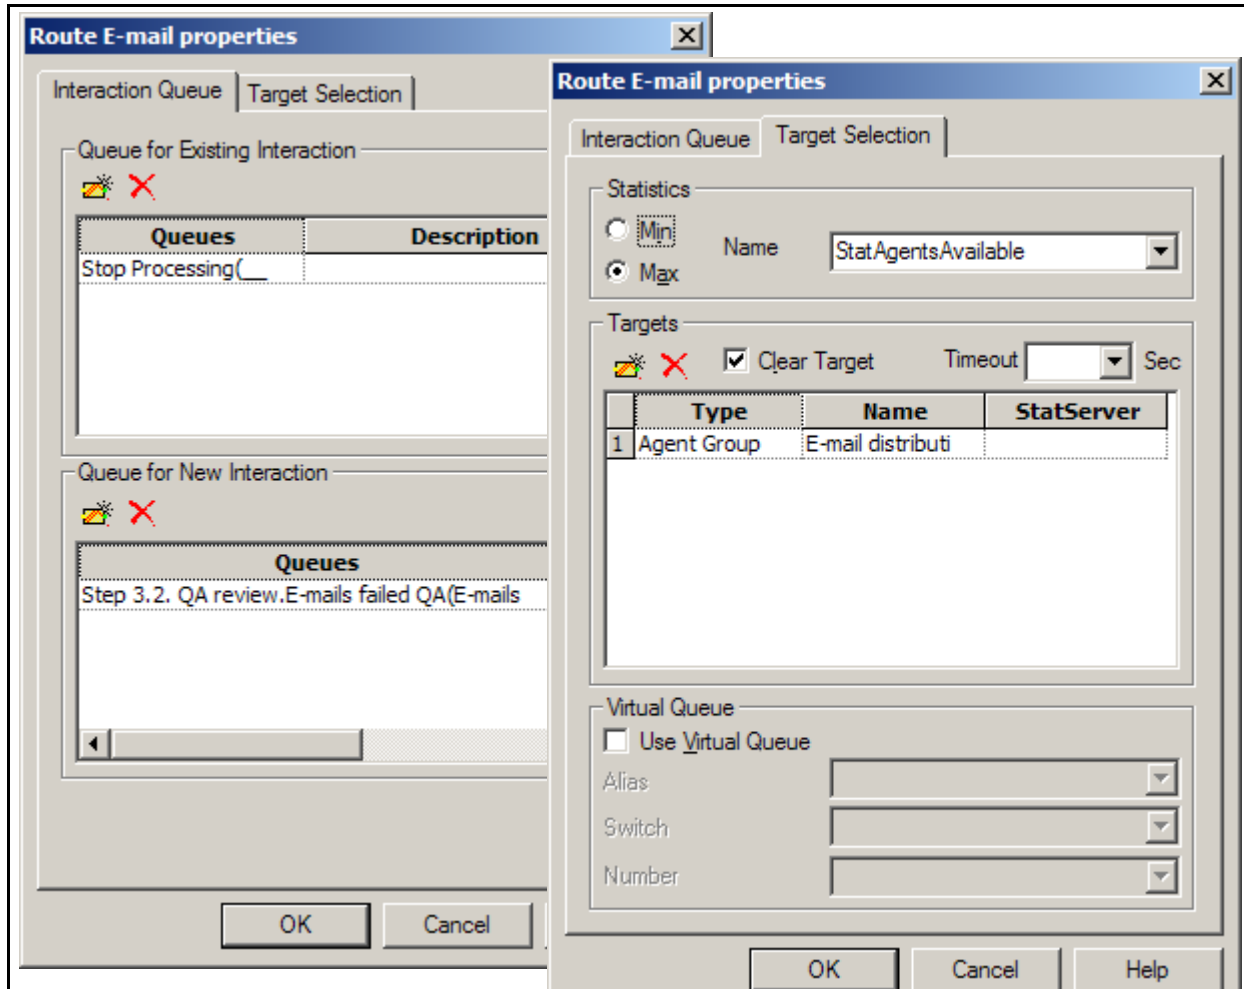 Route E-mail properties
Interaction Queue
Target Selection
Queue for Existing Interaction
Queues
Description
Stop Processing(__
Queue for New Interaction
Queues
Step 3.2. QA review.E-mails failed QA(E-mails
OK
Cancel
Route E-mail properties
Interaction Queue
Target Selection
Statistics
Min
Max
Name
StatAgentsAvailable
Targets
Clear Target
Timeout
Sec
Type
Name
StatServer
1 Agent Group E-mail distributi
Virtual Queue
Use Virtual Queue
Alias
Switch
Number
OK
Cancel
Help